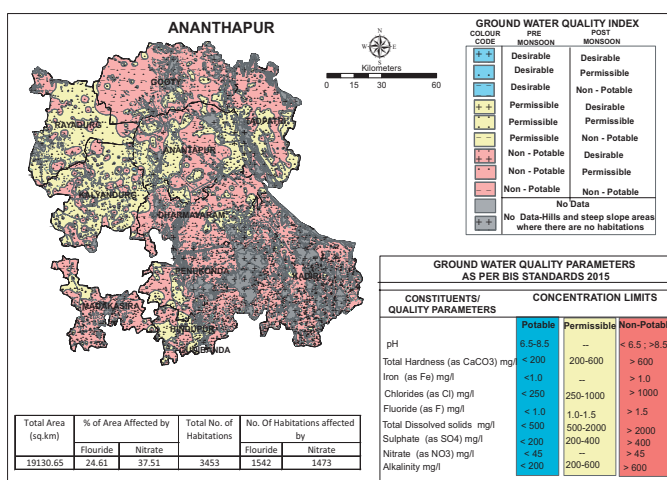 ANANTHAPUR
N
W E
S
Kilometers
0 15 30 60
GOOTY
TADPATRI
RAYADURG
ANANTAPUR
KALYANDURG
DHARMAVARAM
PENUKONDA
KADIRI
MADAKASIRA
HINDUPUR
GROUND WATER QUALITY INDEX
COLOUR CODE PRE MONSOON POST MONSOON
Desirable Desirable
Desirable Permissible
Desirable Non - Potable
Permissible Desirable
Permissible Permissible
Permissible Non - Potable
Non - Potable Desirable
Non - Potable Permissible
Non - Potable Non - Potable
No Data
No Data-Hills and steep slope areas
where there are no habitations
GROUND WATER QUALITY PARAMETERS
AS PER BIS STANDARDS 2015
CONSTITUENTS/ QUALITY PARAMETERS CONCENTRATION LIMITS
Potable Permissible Non-Potable
pH 6.5-8.5 -- < 6.5 ; >8.5
Total Hardness (as CaCO3) mg/l < 200 200-600 > 600
Iron (as Fe) mg/l <1.0 -- > 1.0
Chlorides (as Cl) mg/l < 250 250-1000 > 1000
Fluoride (as F) mg/l < 1.0 1.0-1.5 > 1.5
Total Dissolved solids mg/l < 500 500-2000 > 2000
Sulphate (as SO4) mg/l < 200 200-400 > 400
Nitrate (as NO3) mg/l < 45 -- > 45
Alkalinity mg/l < 200 200-600 > 600
Total Area (sq.km) % of Area Affected by Total No. of Habitations No. Of Habitations affected by
Flouride Nitrate Flouride Nitrate
19130.65 24.61 37.51 3453 1542 1473